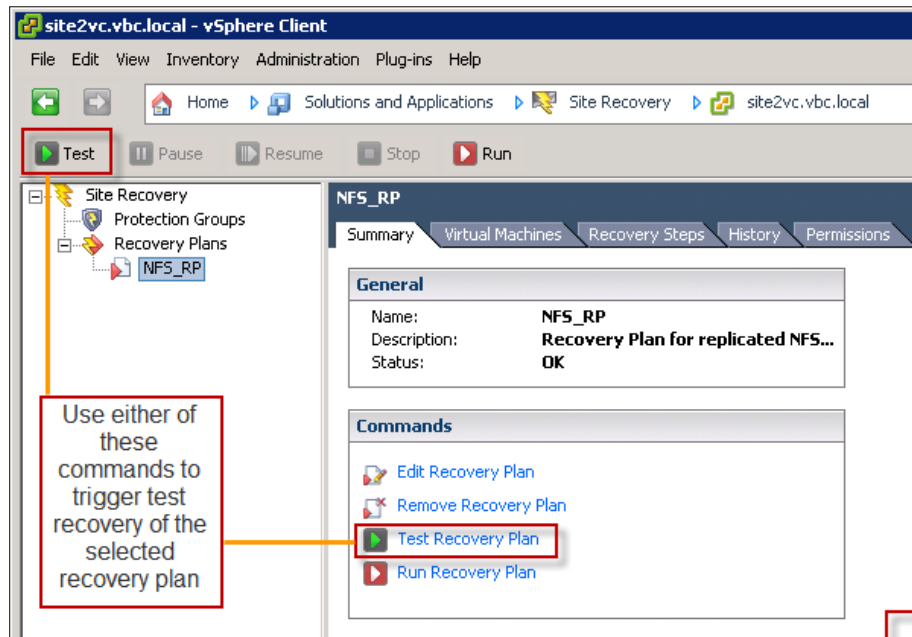 site2vc.vbc.local - vSphere Client
File Edit View Inventory Administration Plug-ins Help
Home Solutions and Applications Site Recovery site2vc.vbc.local
Test Pause Resume Stop Run
Site Recovery
Protection Groups
Recovery Plans
NFS_RP
NFS_RP
Summary Virtual Machines Recovery Steps History Permissions
General
Name: NFS_RP
Description: Recovery Plan for replicated NFS...
Status: OK
Commands
Edit Recovery Plan
Remove Recovery Plan
Test Recovery Plan
Run Recovery Plan
Use either of
these
commands to
trigger test
recovery of the
selected
recovery plan